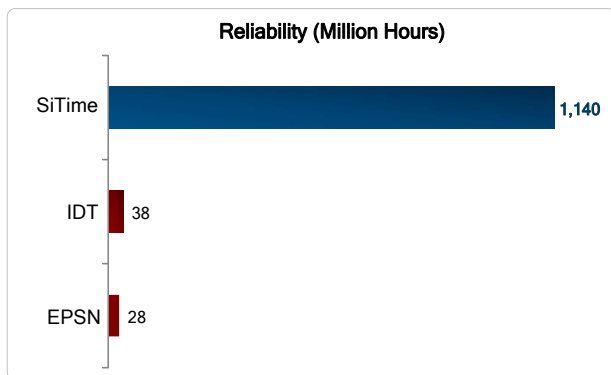 Reliability (Million Hours)
SiTime
1,140
IDT
38
EPSN
28